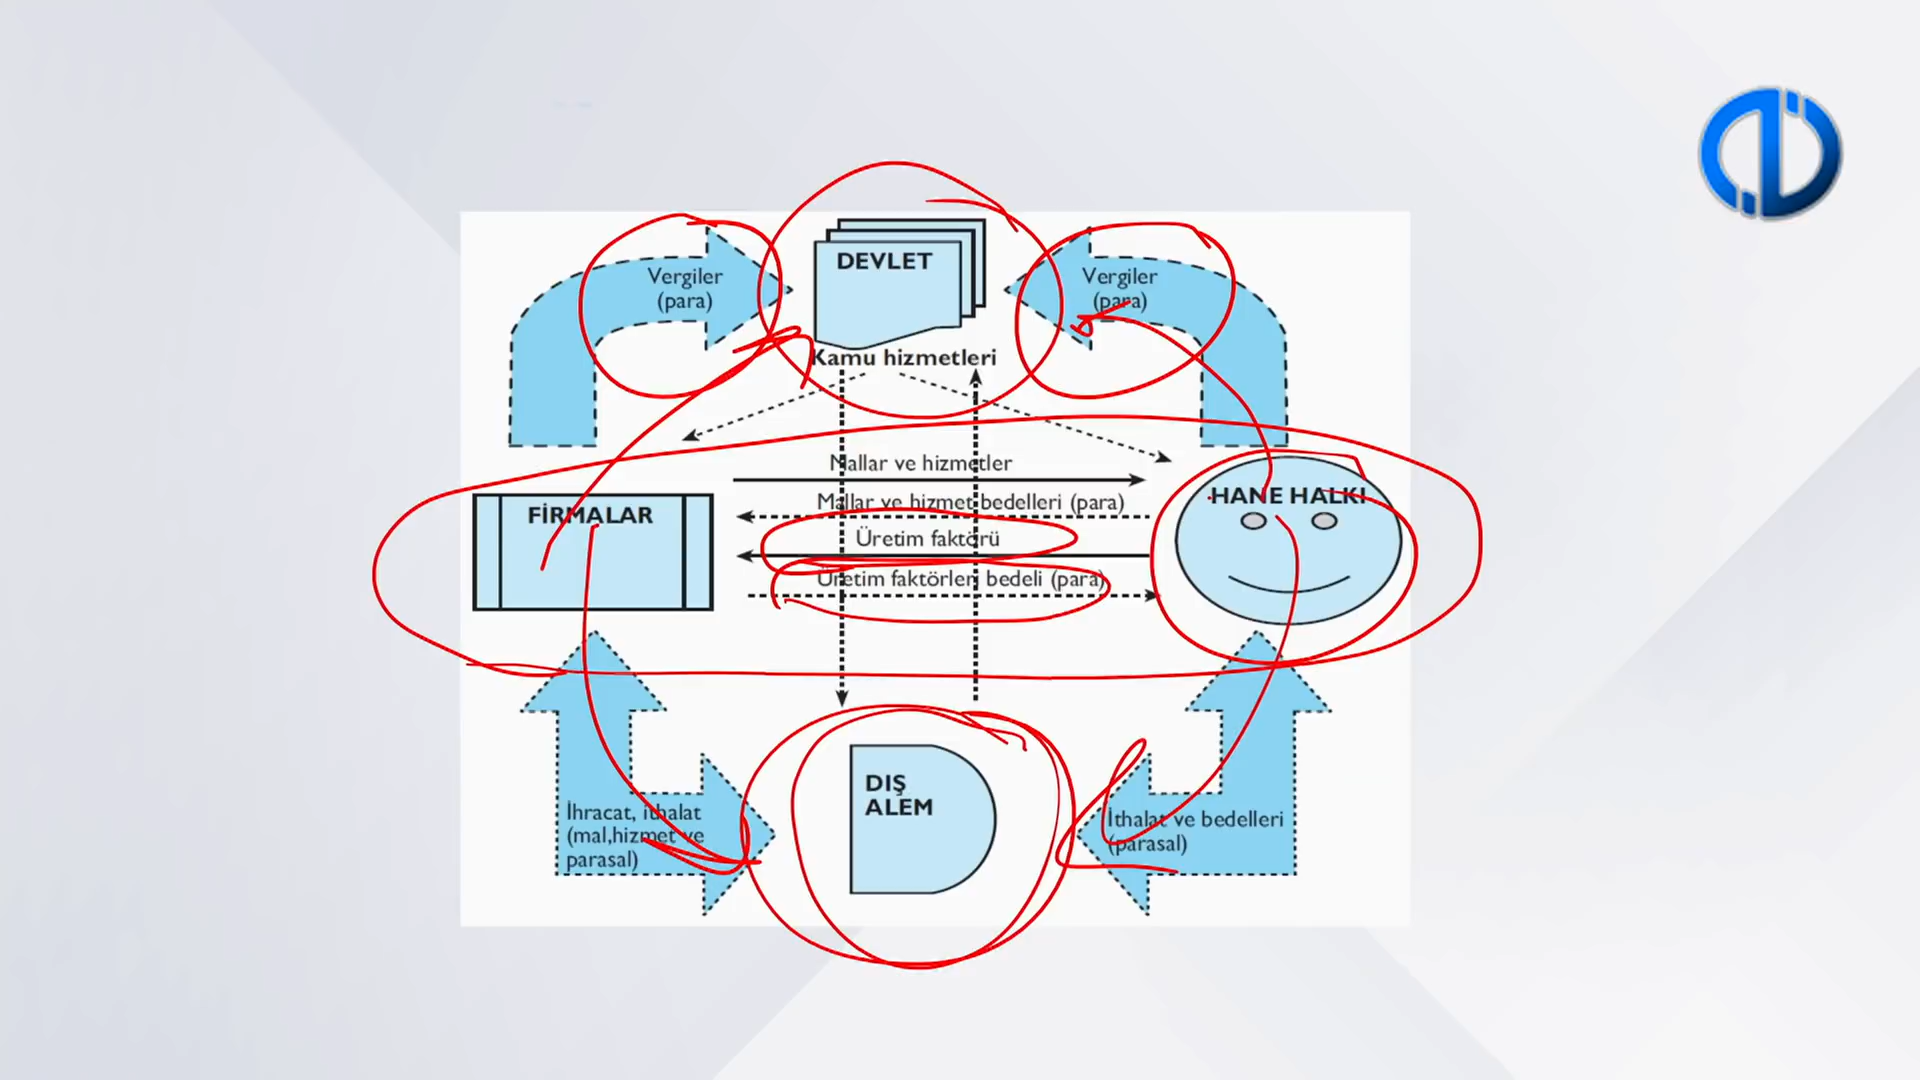 DEVLET
Vergiler
(para)
Vergiler
(para)
Kamu hizmetleri
Mallar ve hizmetler
Mallar ve hizmet bedelleri (para)
Üretim faktörü
Üretim faktörleri bedeli (para)
FİRMALAR
HANE HALKI
DIŞ
ALEM
İhracat, ithalat
(mal,hizmet ve
parasal)
İthalat ve bedelleri
(parasal)